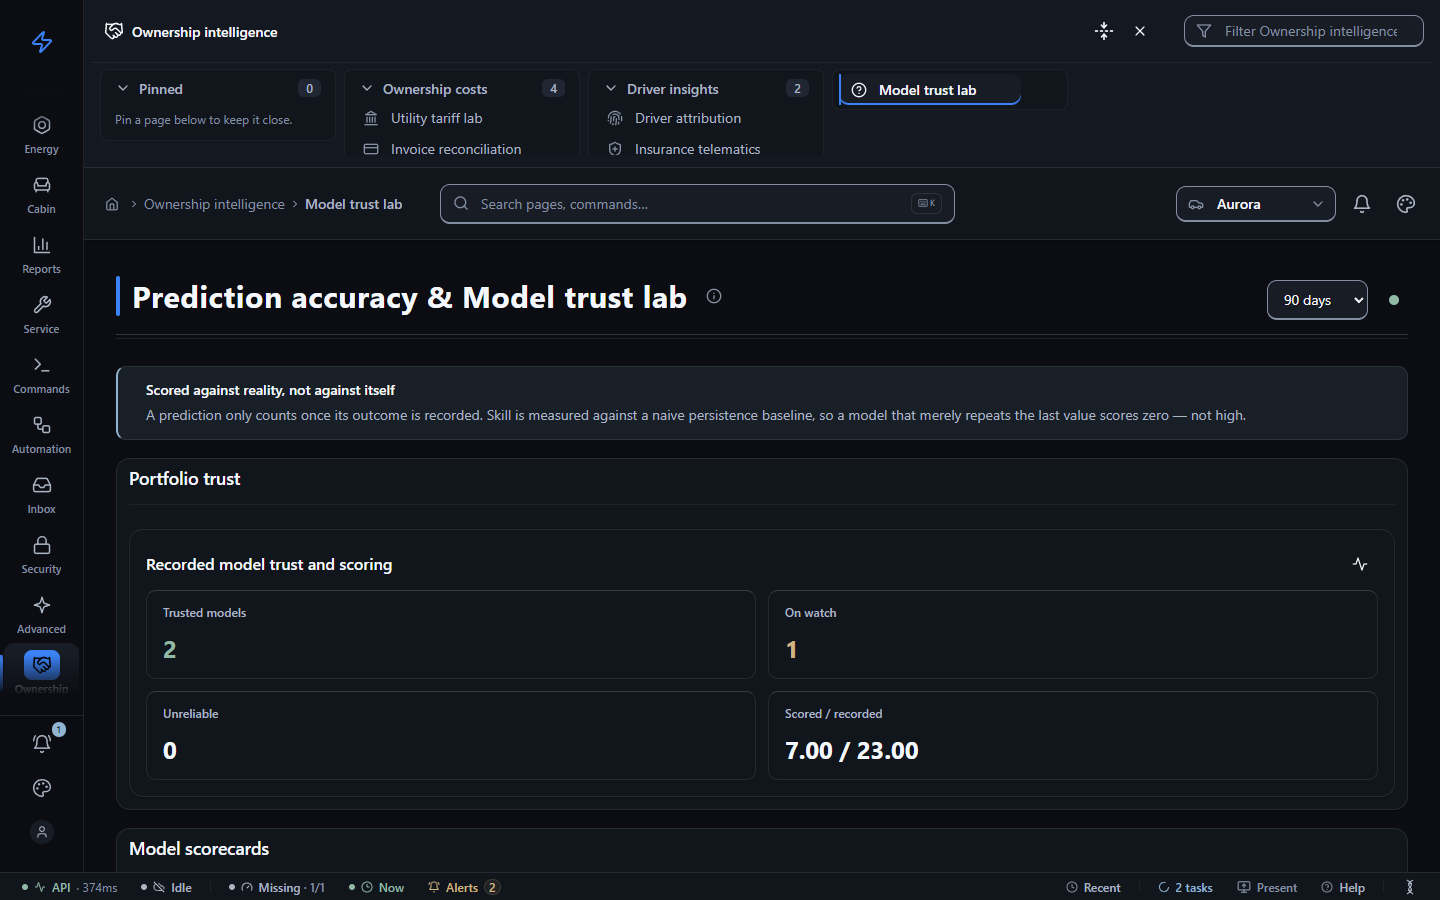 Ownership intelligence
Filter Ownership intelligence
Pinned 0
Pin a page below to keep it close.
Ownership costs 4
Utility tariff lab
Invoice reconciliation
Driver insights 2
Driver attribution
Insurance telematics
Model trust lab
Energy
Cabin
Reports
Service
Commands
Automation
Inbox
Security
Advanced
Ownership
1
Ownership intelligence > Model trust lab
Search pages, commands...
K
Aurora
Prediction accuracy & Model trust lab
90 days
Scored against reality, not against itself
A prediction only counts once its outcome is recorded. Skill is measured against a naive persistence baseline, so a model that merely repeats the last value scores zero — not high.
Portfolio trust
Recorded model trust and scoring
Trusted models
2
On watch
1
Unreliable
0
Scored / recorded
7.00 / 23.00
Model scorecards
API · 374ms
Idle
Missing · 1/1
Now
Alerts 2
Recent
2 tasks
Present
Help